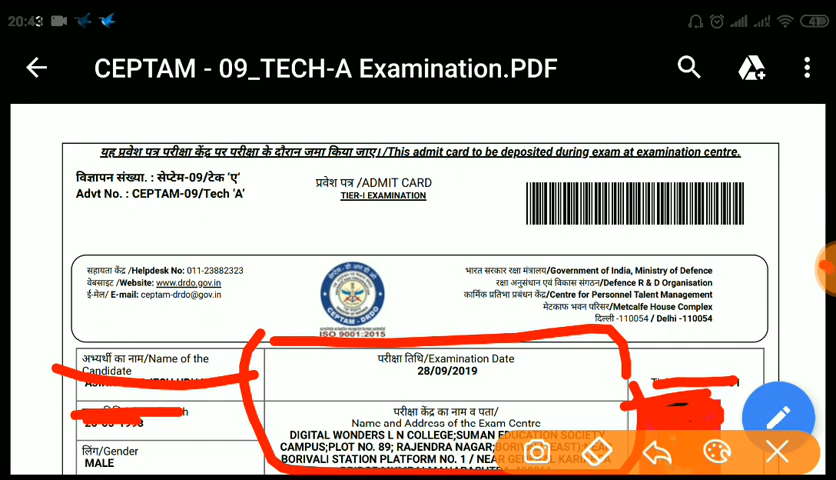 20:43
41
CEPTAM - 09_TECH-A Examination.PDF
यह प्रवेश पत्र परीक्षा केंद्र पर परीक्षा के दौरान जमा किया जाए।/This admit card to be deposited during exam at examination centre.
विज्ञापन संख्या. : सेप्टेम-09/टेक 'ए'
Advt No. : CEPTAM-09/Tech 'A'
प्रवेश पत्र /ADMIT CARD
TIER-I EXAMINATION
सहायता केंद्र /Helpdesk No: 011-23882323
वेबसाइट /Website: www.drdo.gov.in
ई-मेल/ E-mail: ceptam-drdo@gov.in
CEPTAM-DRDO
ISO 9001:2015
भारत सरकार रक्षा मंत्रालय/Government of India, Ministry of Defence
रक्षा अनुसंधान एवं विकास संगठन/Defence R & D Organisation
कार्मिक प्रतिभा प्रबंधन केंद्र/Centre for Personnel Talent Management
मेटकाफ भवन परिसर/Metcalfe House Complex
दिल्ली -110054 / Delhi -110054
अभ्यर्थी का नाम/Name of the
Candidate
परीक्षा तिथि/Examination Date
28/09/2019
परीक्षा केंद्र का नाम व पता/
Name and Address of the Exam Centre
DIGITAL WONDERS L N COLLEGE;SUMAN EDUCATION SOCIETY
CAMPUS;PLOT NO. 89; RAJENDRA NAGAR;
BORIVALI STATION PLATFORM NO. 1 /
लिंग/Gender
MALE